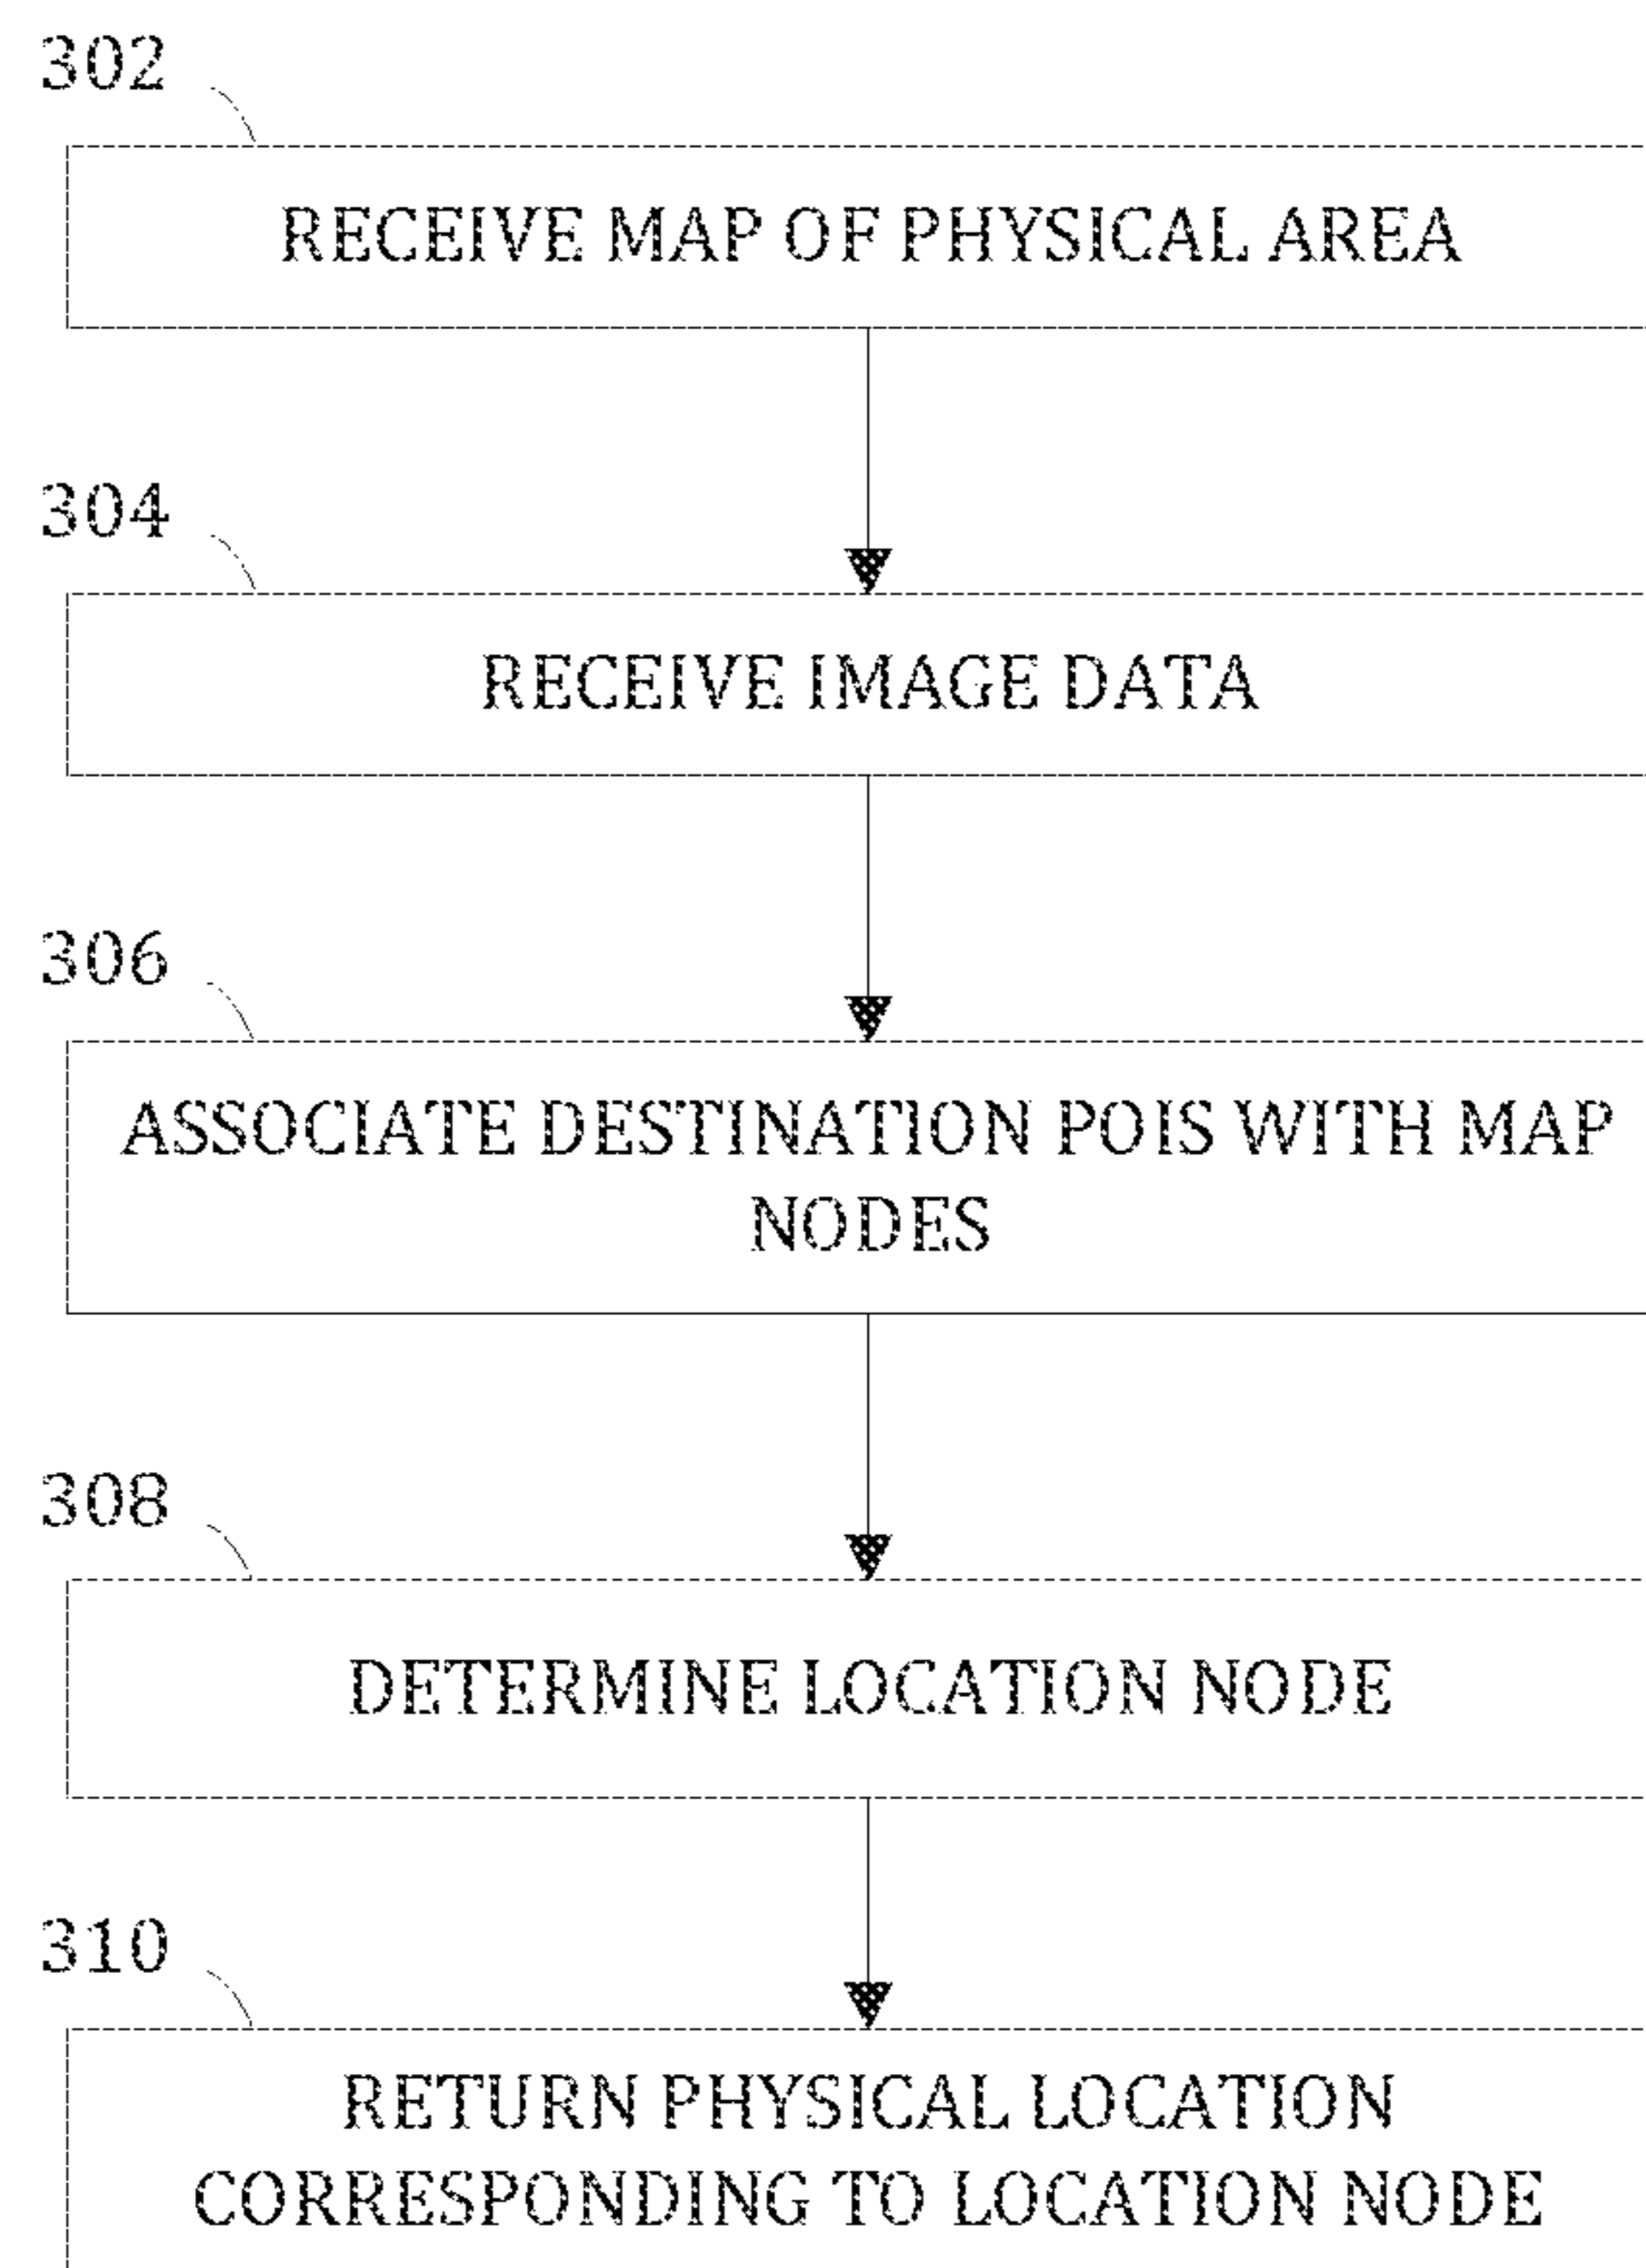 302
RECEIVE MAP OF PHYSICAL AREA
304
RECEIVE IMAGE DATA
306
ASSOCIATE DESTINATION POIS WITH MAP
NODES
308
DETERMINE LOCATION NODE
310
RETURN PHYSICAL LOCATION
CORRESPONDING TO LOCATION NODE